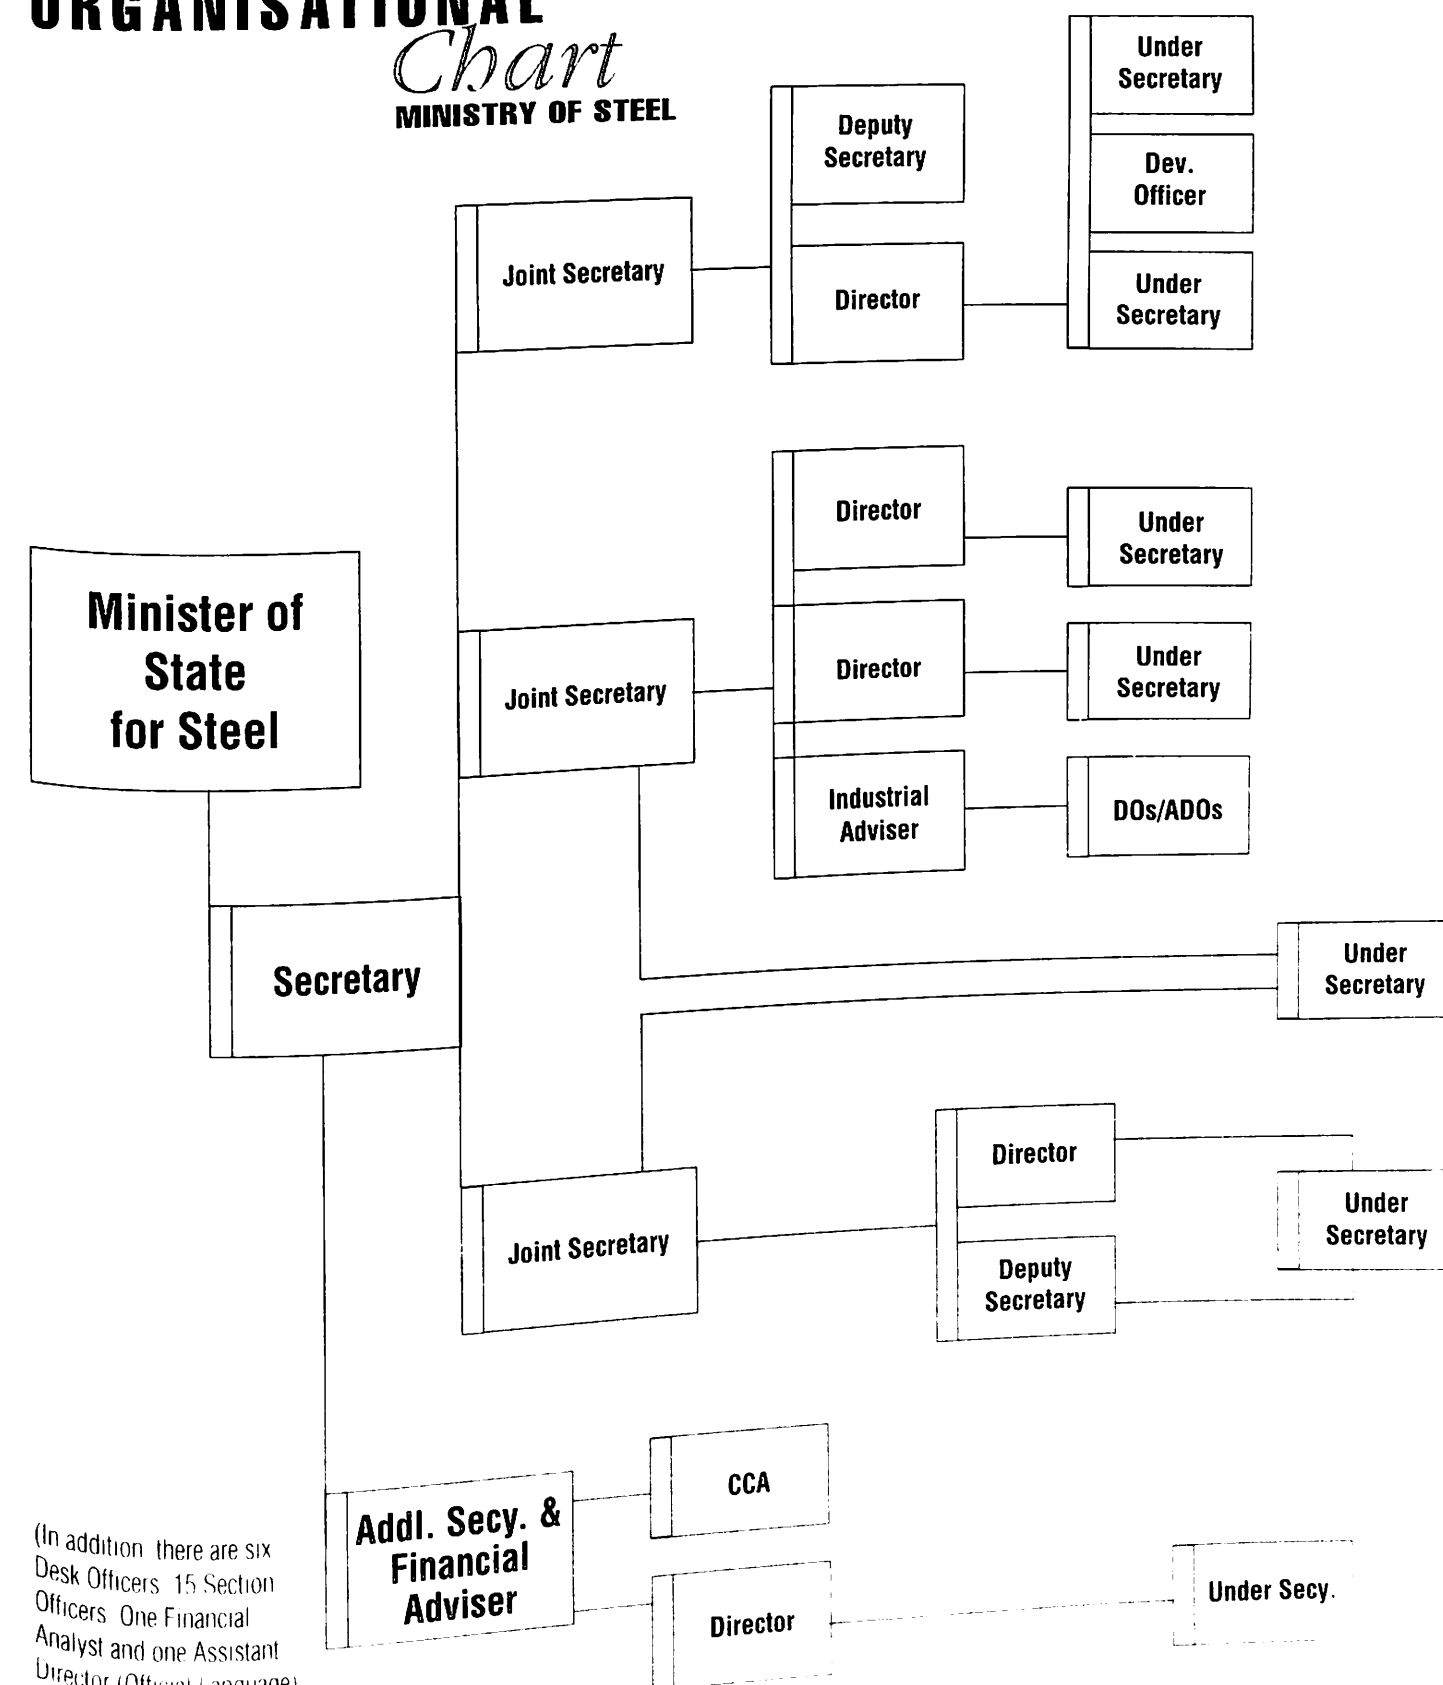 ORGANISATIONAL
Chart
MINISTRY OF STEEL
Under
Secretary
Deputy
Secretary
Dev.
Officer
Joint Secretary
Director
Under
Secretary
Director
Under
Secretary
Minister of
State
for Steel
Joint Secretary
Director
Under
Secretary
Industrial
Adviser
DOs/ADOs
Secretary
Under
Secretary
Joint Secretary
Director
Deputy
Secretary
Under
Secretary
CCA
Addl. Secy. &
Financial
Adviser
Director
Under Secy.
(In addition there are six
Desk Officers 15 Section
Officers One Financial
Analyst and one Assistant
Director (Official Language)